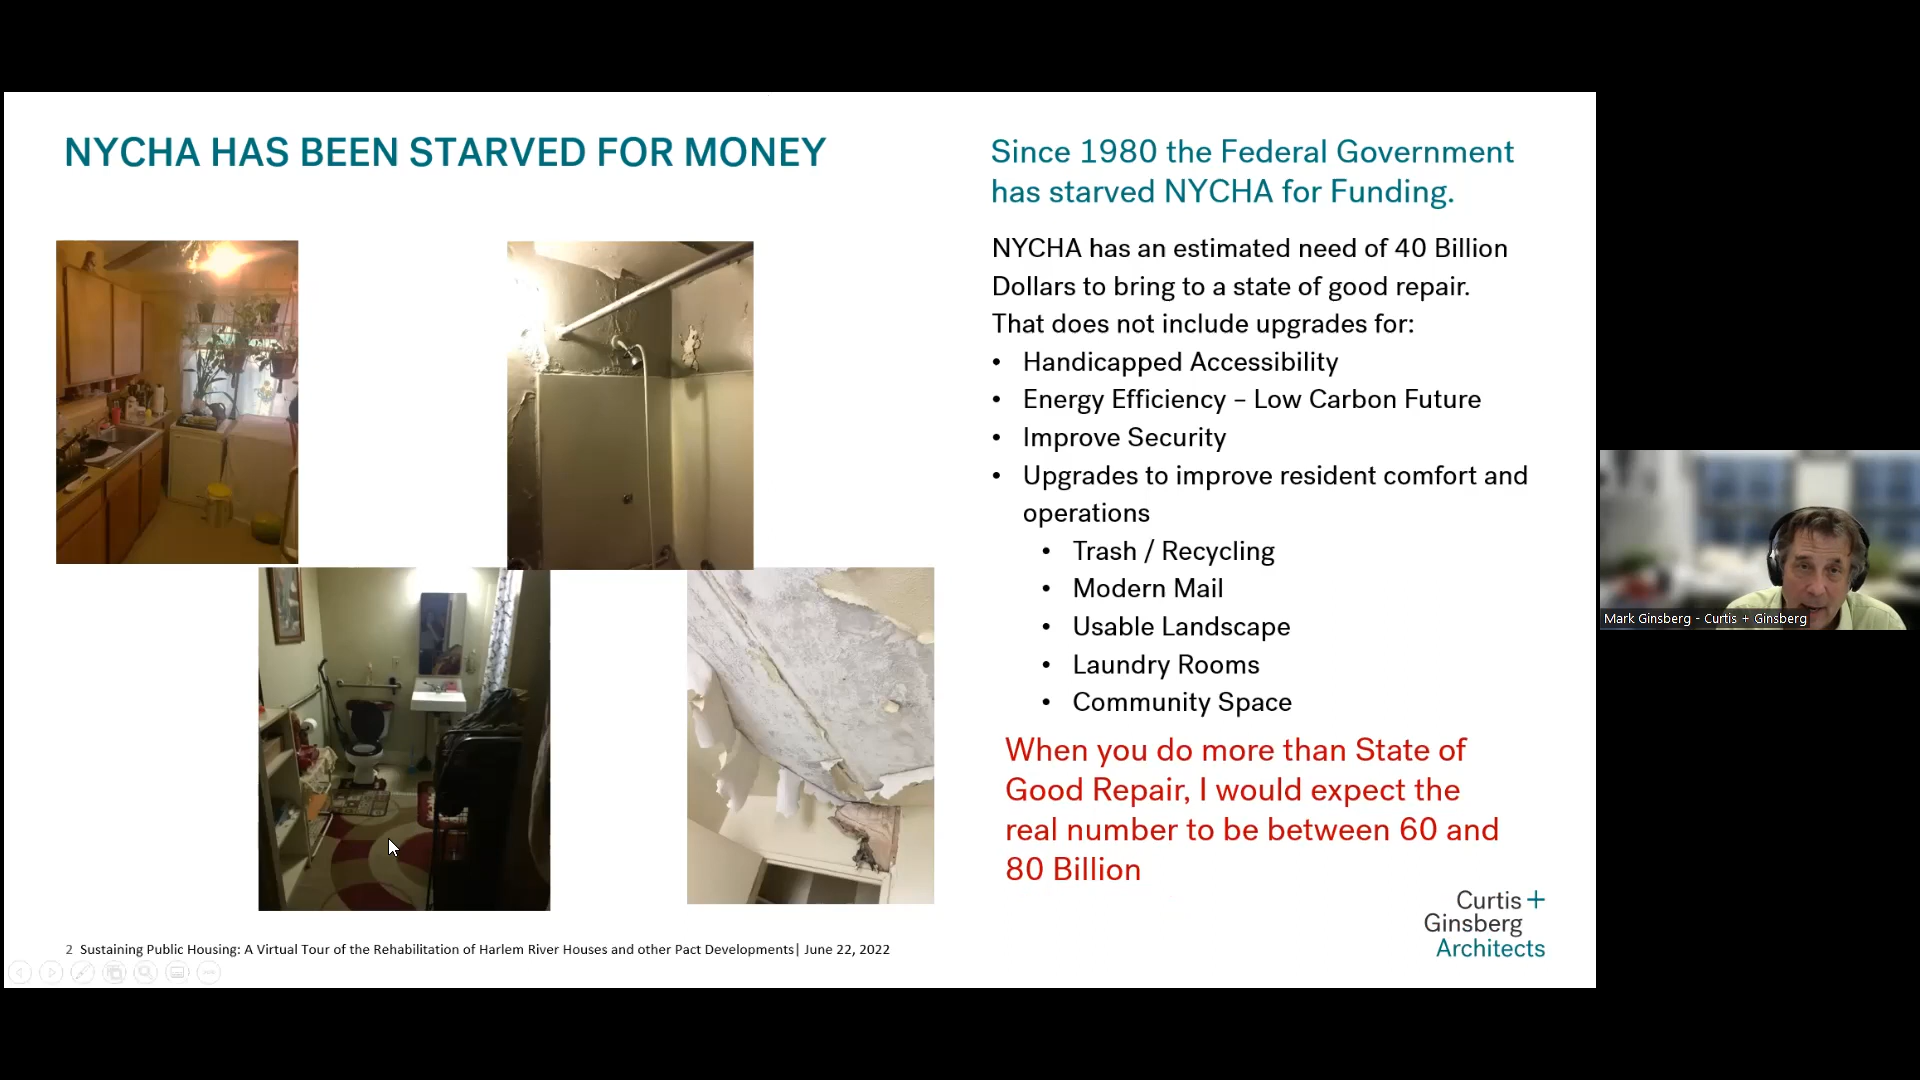 NYCHA HAS BEEN STARVED FOR MONEY
Since 1980 the Federal Government
has starved NYCHA for Funding.
NYCHA has an estimated need of 40 Billion
Dollars to bring to a state of good repair.
That does not include upgrades for:
• Handicapped Accessibility
• Energy Efficiency – Low Carbon Future
• Improve Security
• Upgrades to improve resident comfort and
operations
• Trash / Recycling
• Modern Mail
• Usable Landscape
• Laundry Rooms
• Community Space
When you do more than State of
Good Repair, I would expect the
real number to be between 60 and
80 Billion
Curtis +
Ginsberg
Architects
2 Sustaining Public Housing: A Virtual Tour of the Rehabilitation of Harlem River Houses and other Pact Developments| June 22, 2022
Mark Ginsberg - Curtis + Ginsberg